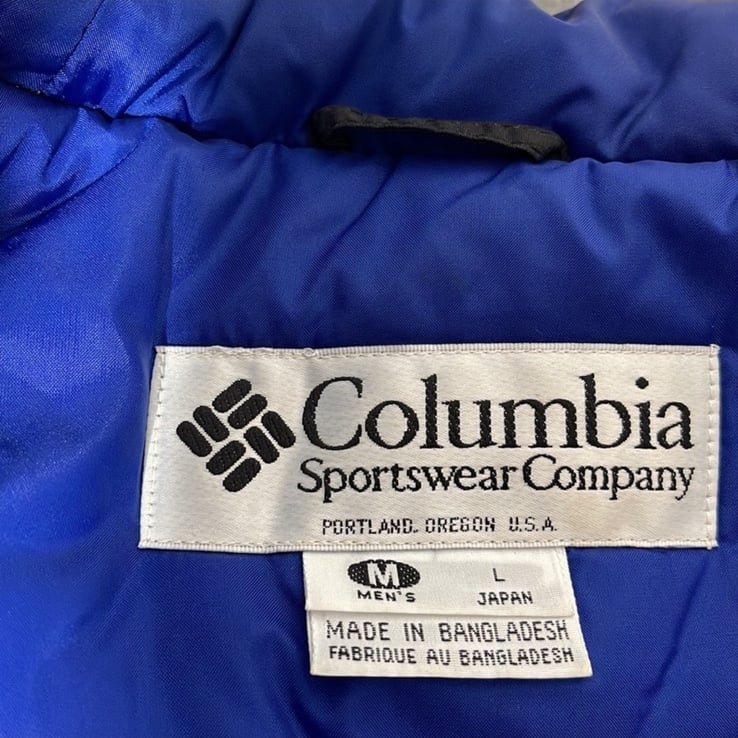 Columbia
Sportswear Company
PORTLAND, OREGON U.S.A.
M L
MEN'S JAPAN
MADE IN BANGLADESH
FABRIQUE AU BANGLADESH